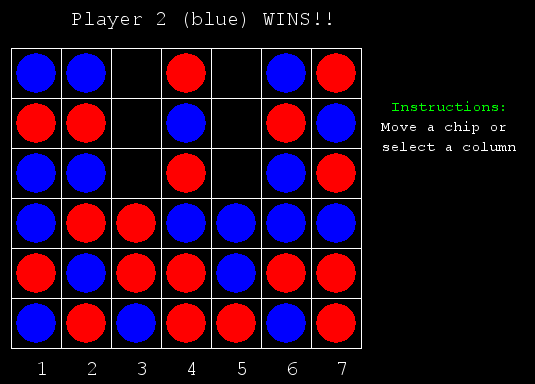 Player 2 (blue) WINS!!
Instructions:
Move a chip or
select a column
1 2 3 4 5 6 7